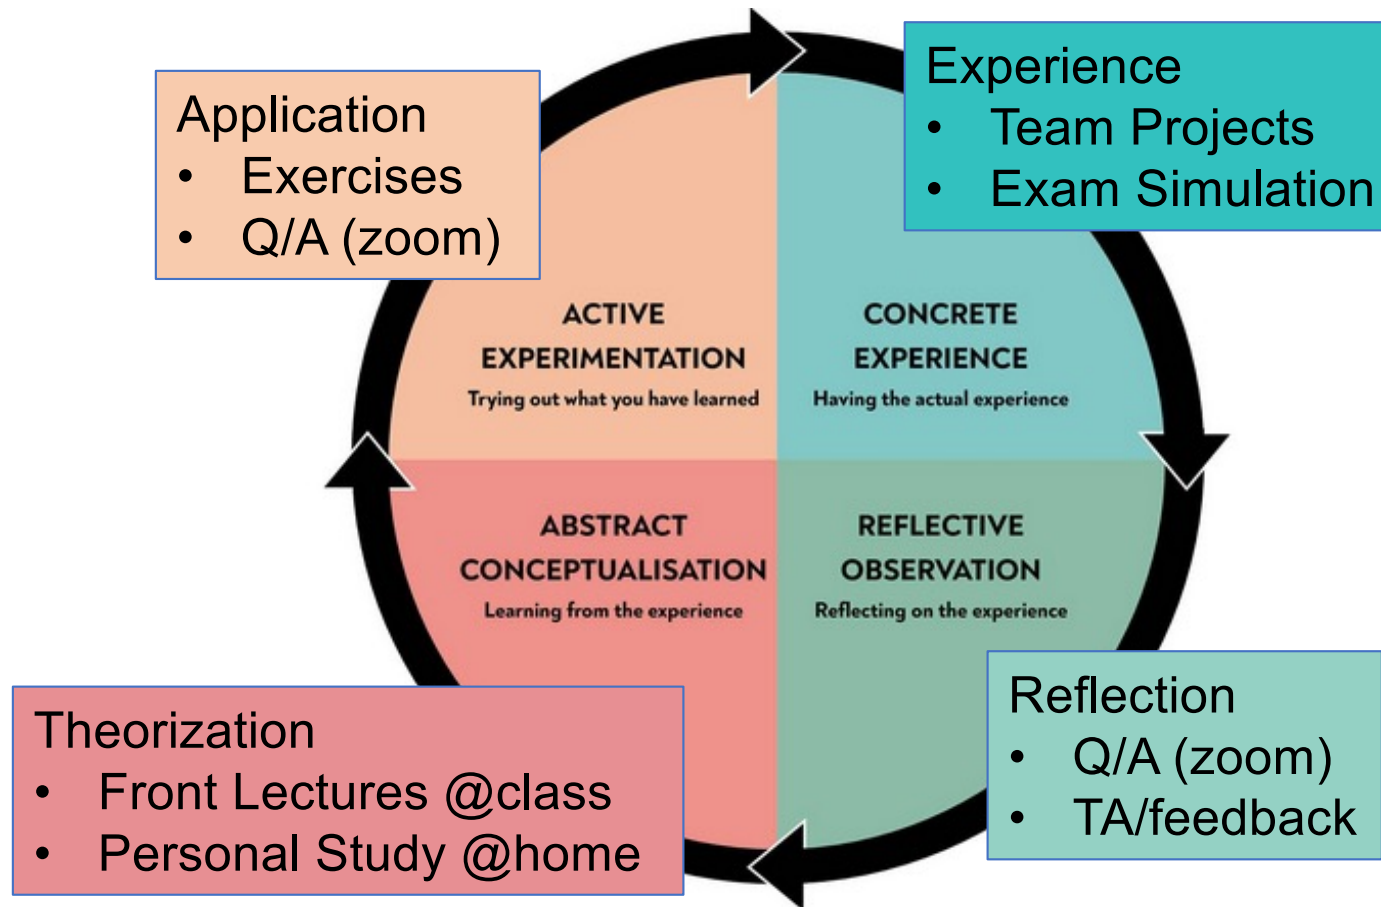 Application
• Exercises
• Q/A (zoom)
Experience
• Team Projects
• Exam Simulation
ACTIVE
EXPERIMENTATION
Trying out what you have learned
CONCRETE
EXPERIENCE
Having the actual experience
ABSTRACT
CONCEPTUALISATION
Learning from the experience
REFLECTIVE
OBSERVATION
Reflecting on the experience
Theorization
• Front Lectures @class
• Personal Study @home
Reflection
• Q/A (zoom)
• TA/feedback